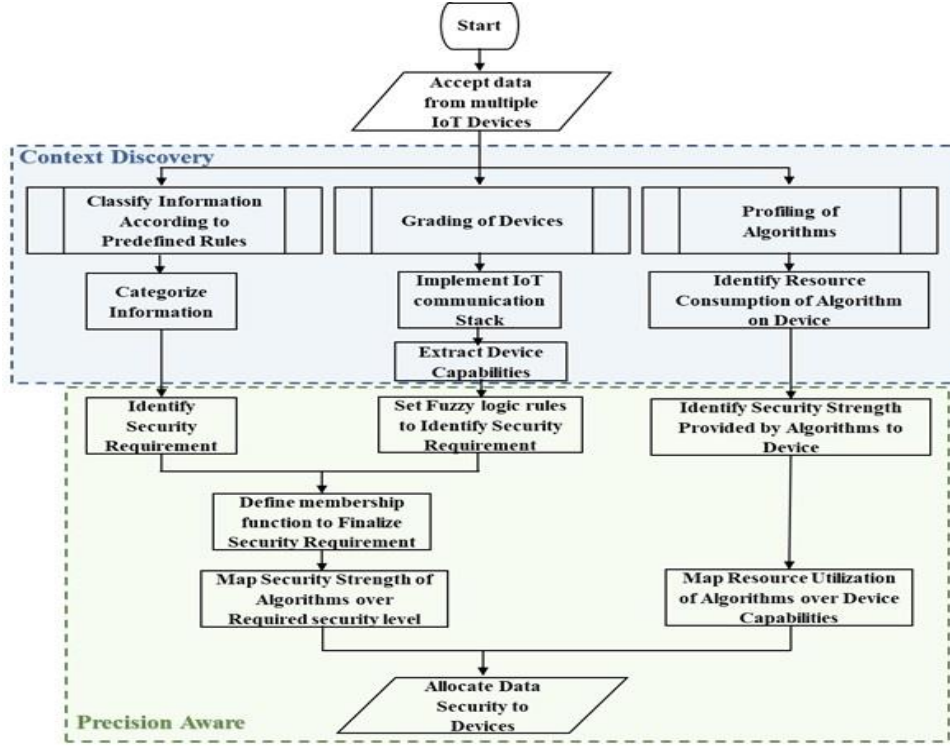 Start
Accept data
from multiple
IoT Devices
Context Discovery
Classify Information
According to
Predefined Rules
Grading of Devices
Profiling of
Algorithms
Categorize
Information
Implement IoT
communication
Stack
Identify Resource
Consumption of Algorithm
on Device
Extract Device
Capabilities
Identify
Security
Requirement
Set Fuzzy logic rules
to Identify Security
Requirement
Identify Security Strength
Provided by Algorithms to
Device
Define membership
function to Finalize
Security Requirement
Map Security Strength of
Algorithms over
Required security level
Map Resource Utilization
of Algorithms over Device
Capabilities
Allocate Data
Security to
Devices
Precision Aware